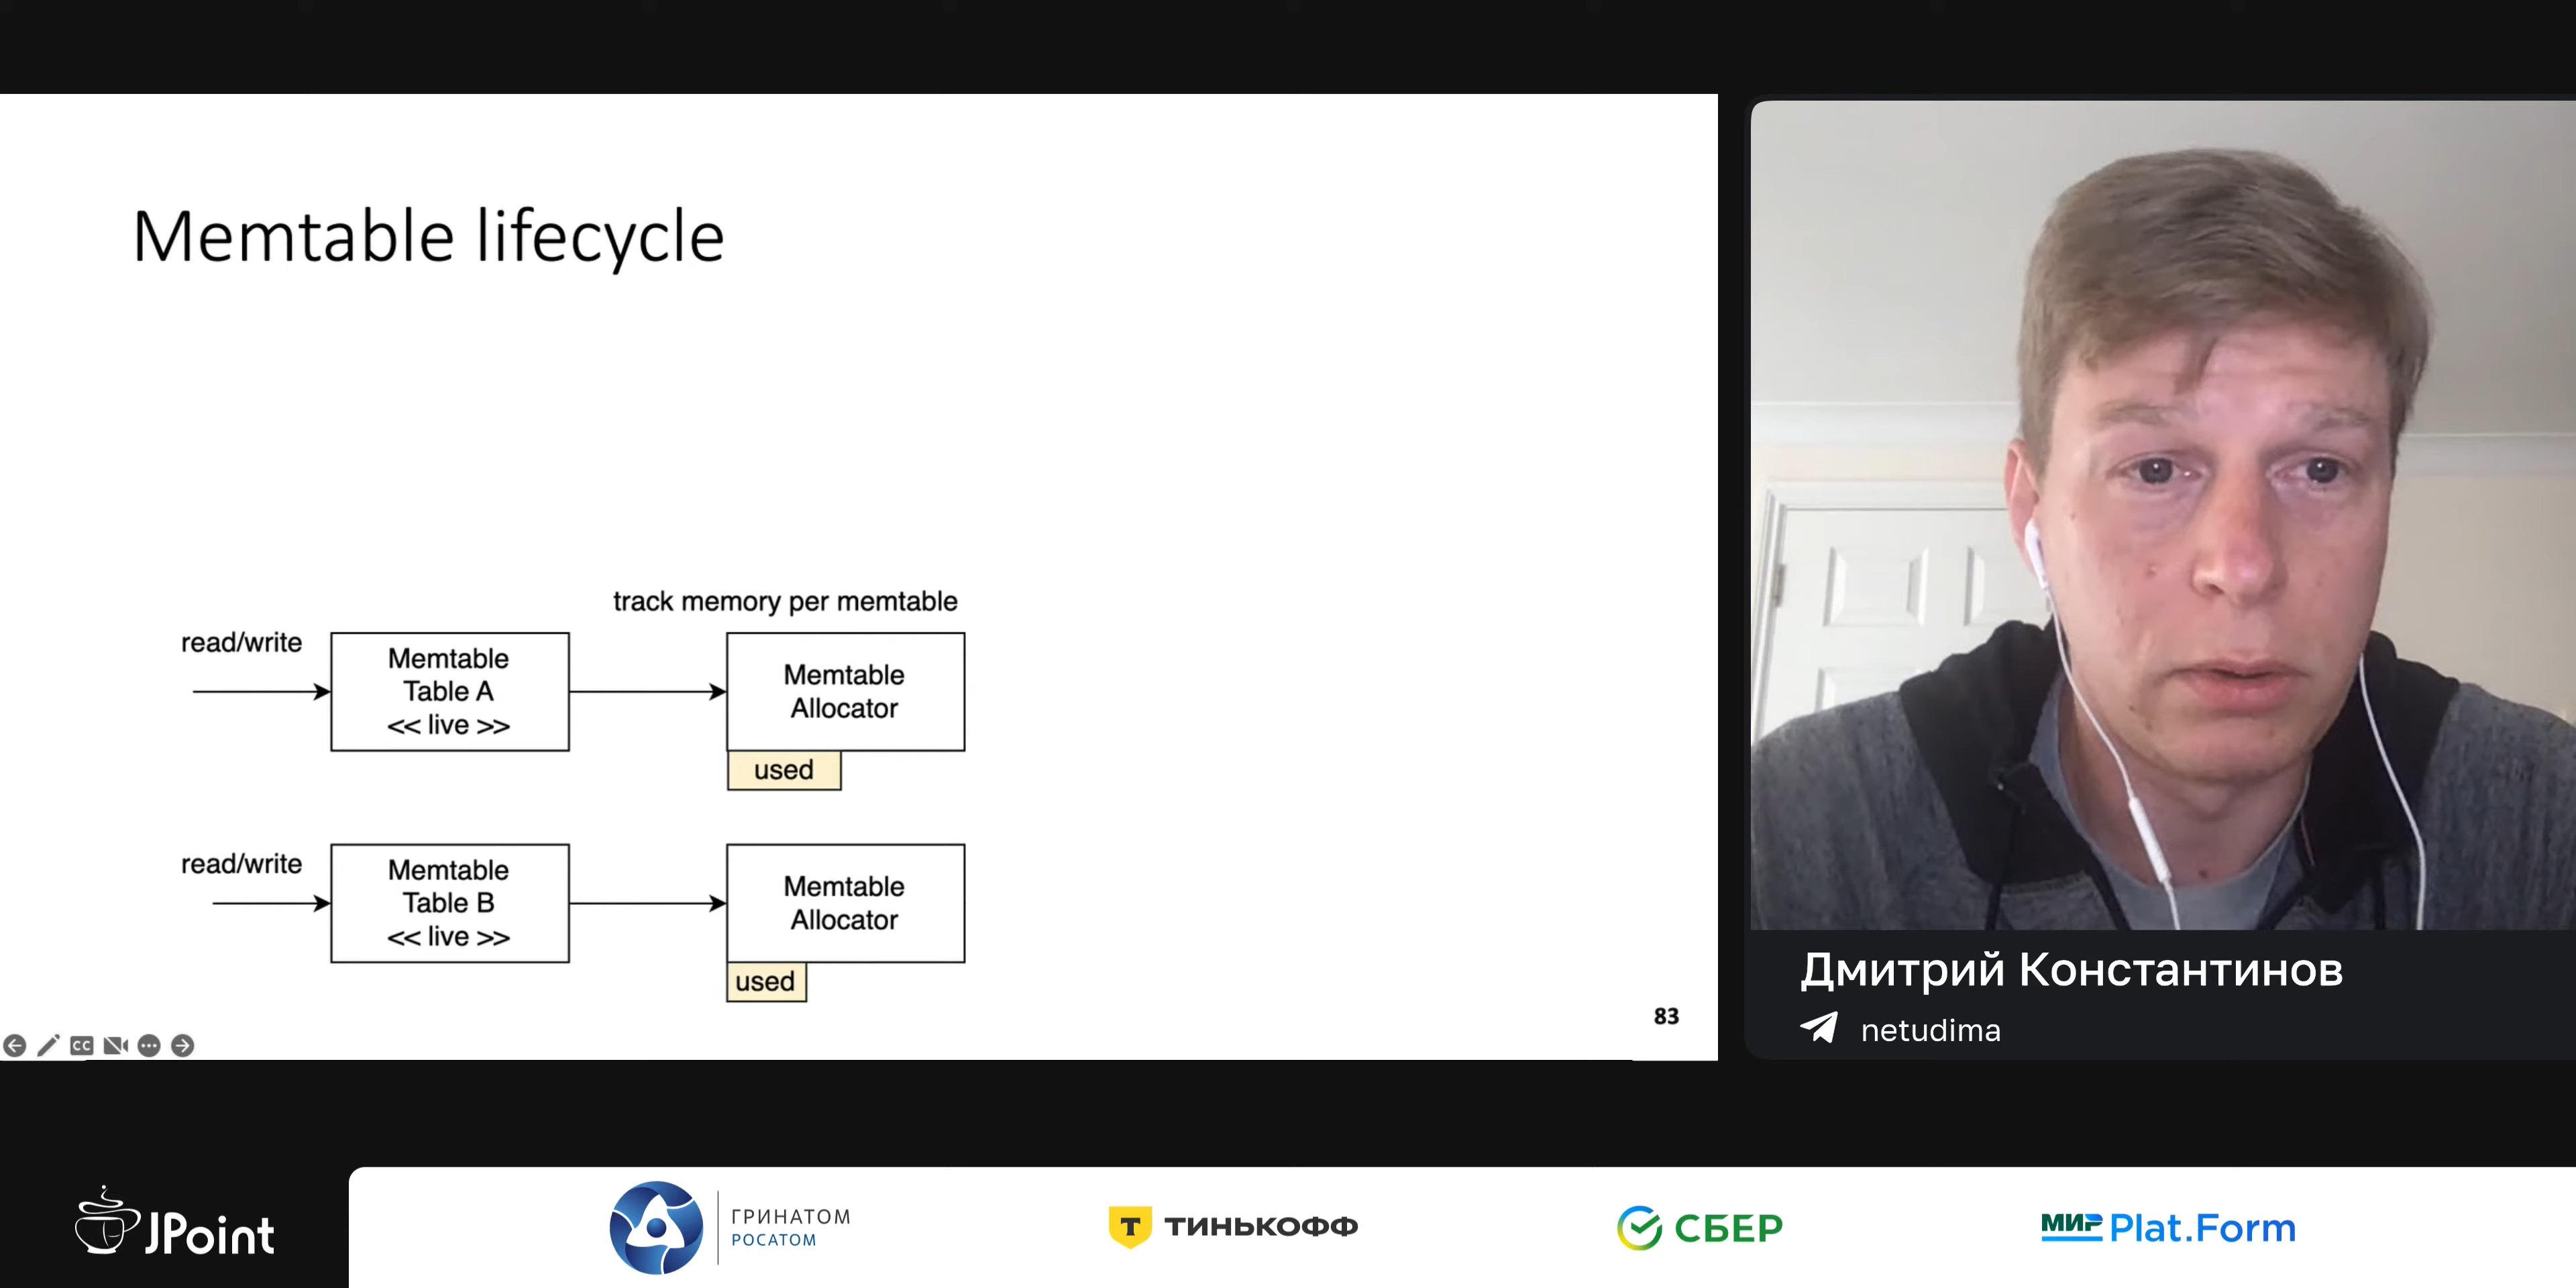 Memtable lifecycle
track memory per memtable
read/write
Memtable
Table A
<< live >>
Memtable
Allocator
used
read/write
Memtable
Table B
<< live >>
Memtable
Allocator
used
83
CC
Дмитрий Константинов
netudima
JPoint
ГРИНАТОМ
РОСАТОМ
Т ТИНЬКОФФ
СБЕР
МИР Plat.Form